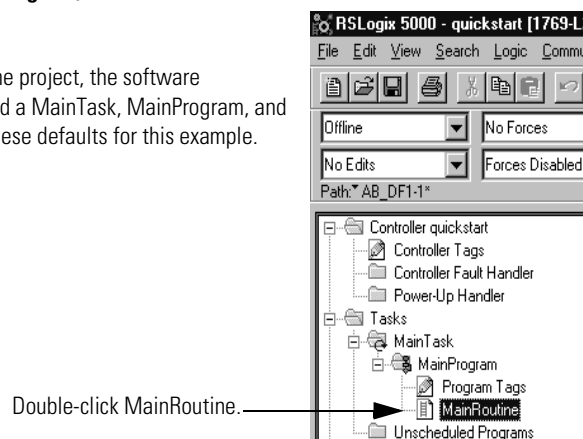 RSLogix 5000 - quickstart [1769-L
File Edit View Search Logic Commu
ne project, the software
d a MainTask, MainProgram, and
ese defaults for this example.
Offline
No Forces
No Edits
Forces Disabled
Path: AB_DF1-1*
Controller quickstart
Controller Tags
Controller Fault Handler
Power-Up Handler
Tasks
MainTask
MainProgram
Program Tags
Double-click MainRoutine.
MainRoutine
Unscheduled Programs